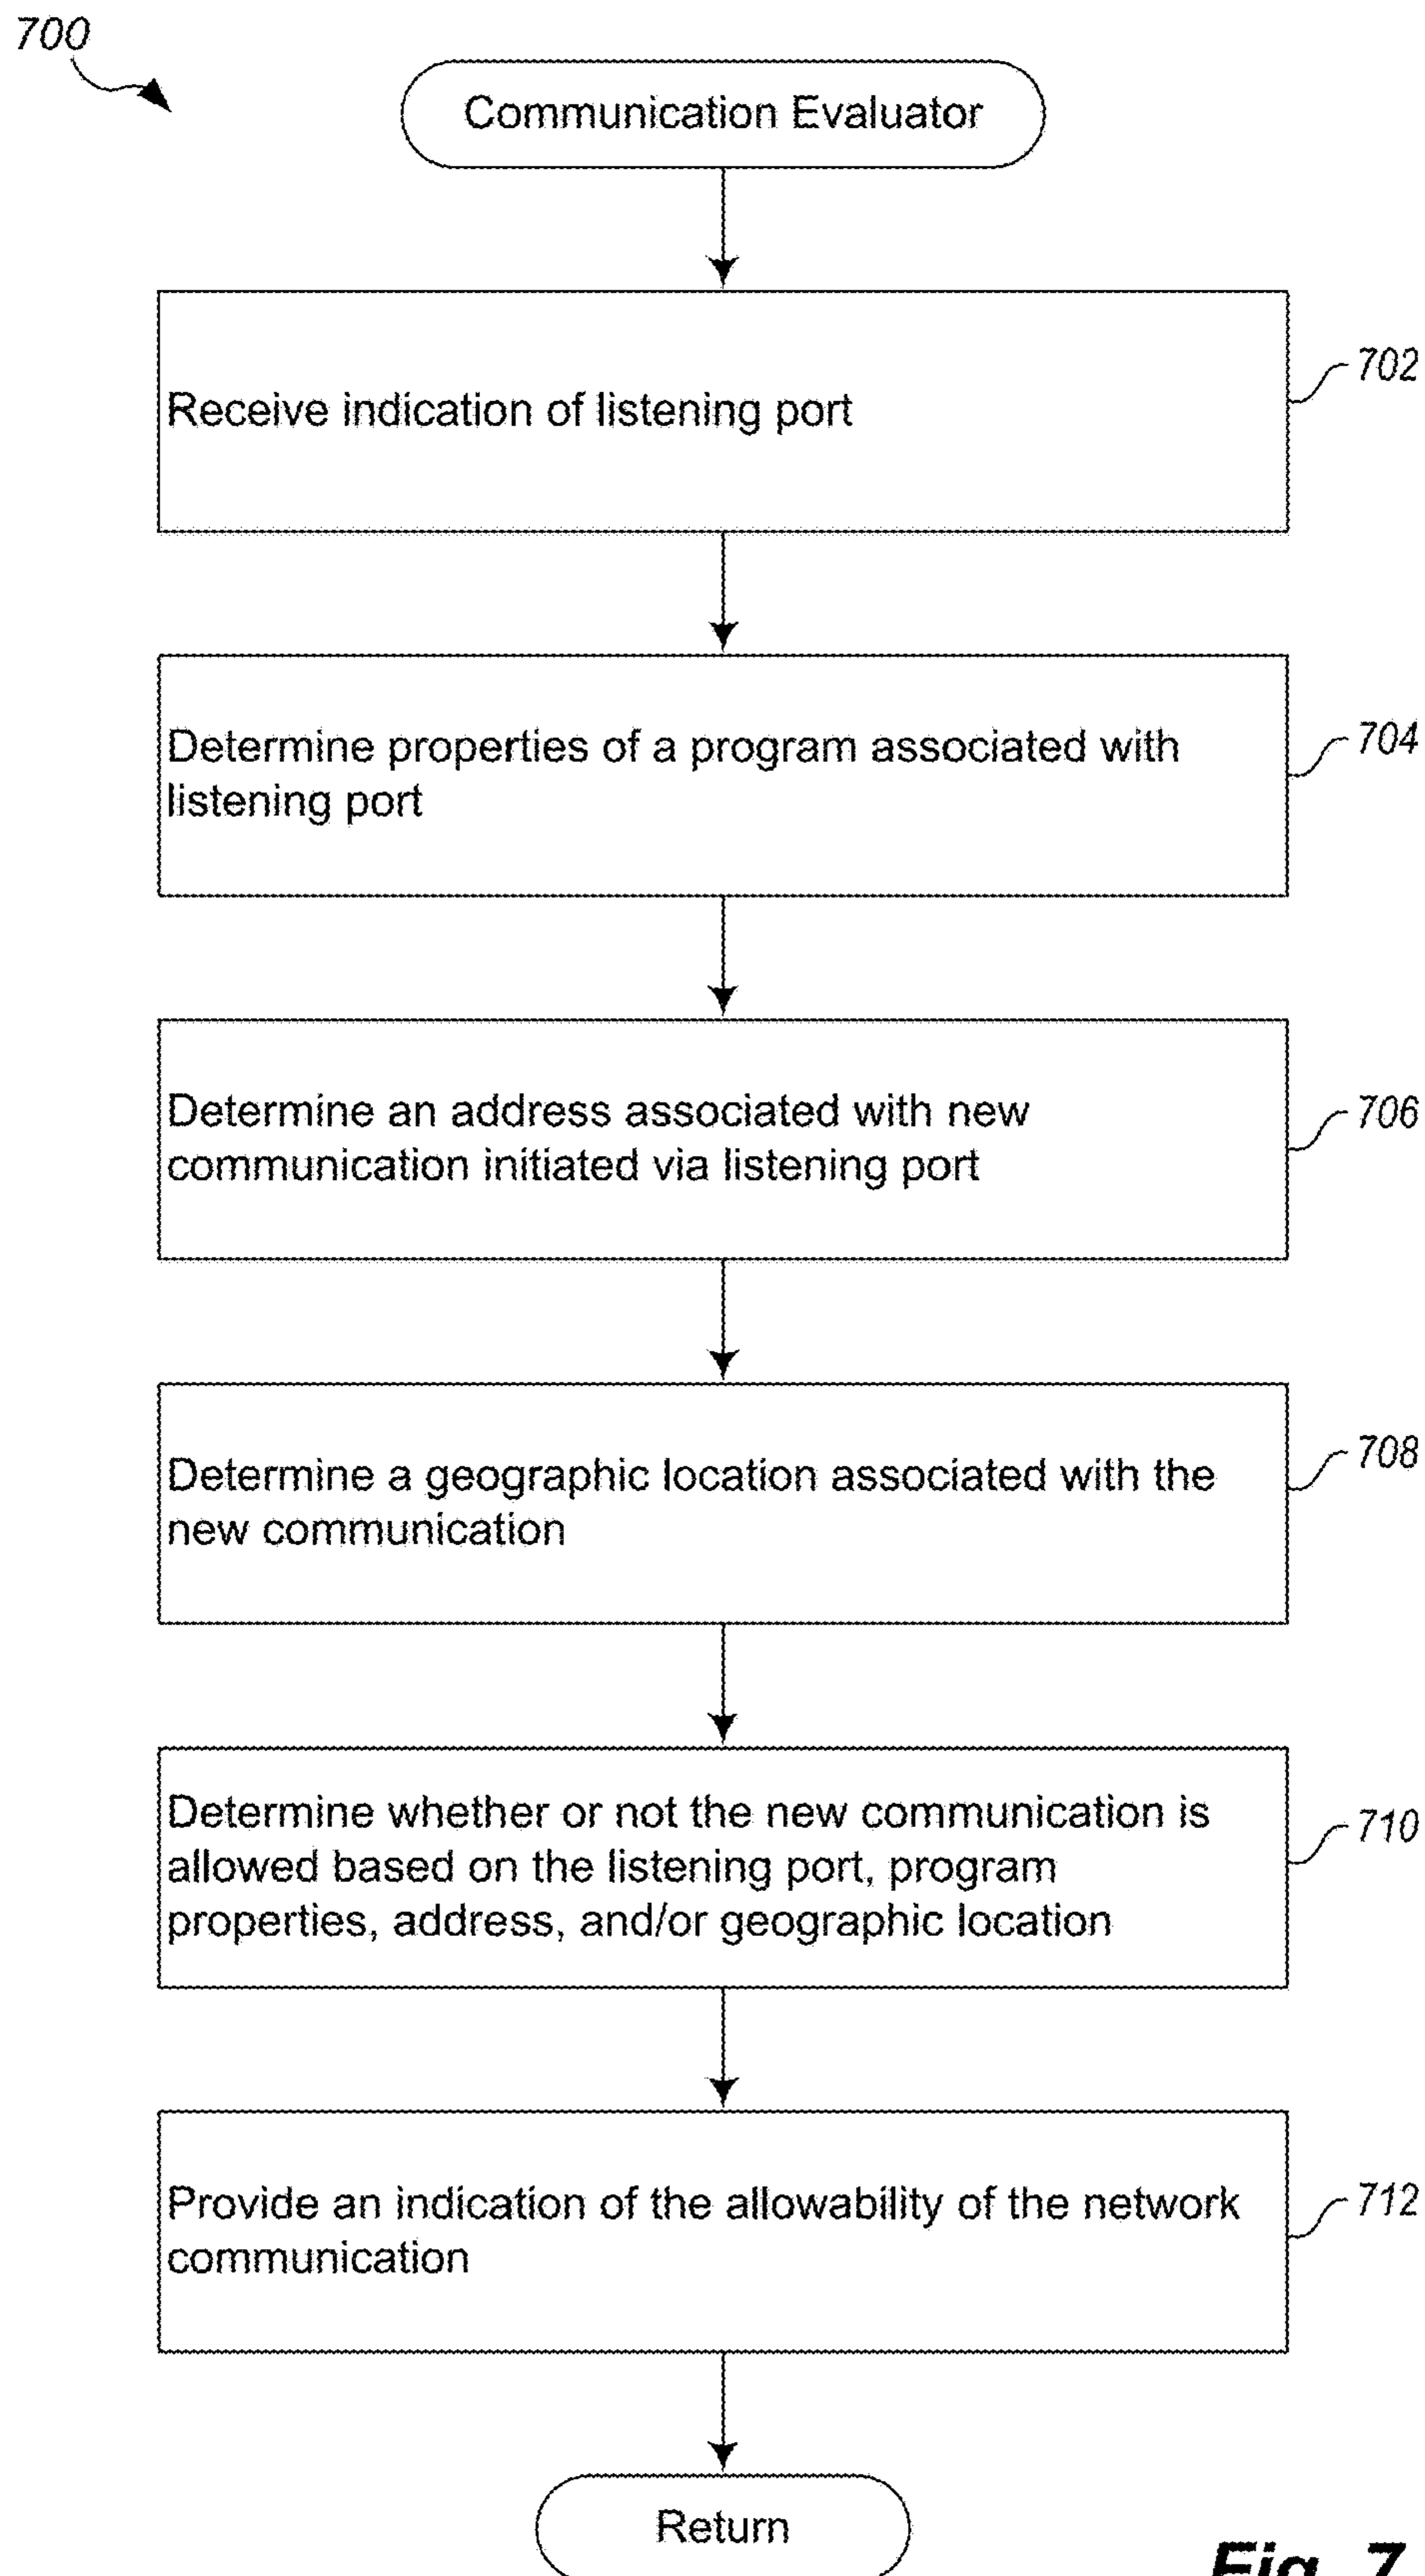 700
Communication Evaluator
Receive indication of listening port
702
Determine properties of a program associated with
listening port
704
Determine an address associated with new
communication initiated via listening port
706
Determine a geographic location associated with the
new communication
708
Determine whether or not the new communication is
allowed based on the listening port, program
properties, address, and/or geographic location
710
Provide an indication of the allowability of the network
communication
712
Return
Fig. 7